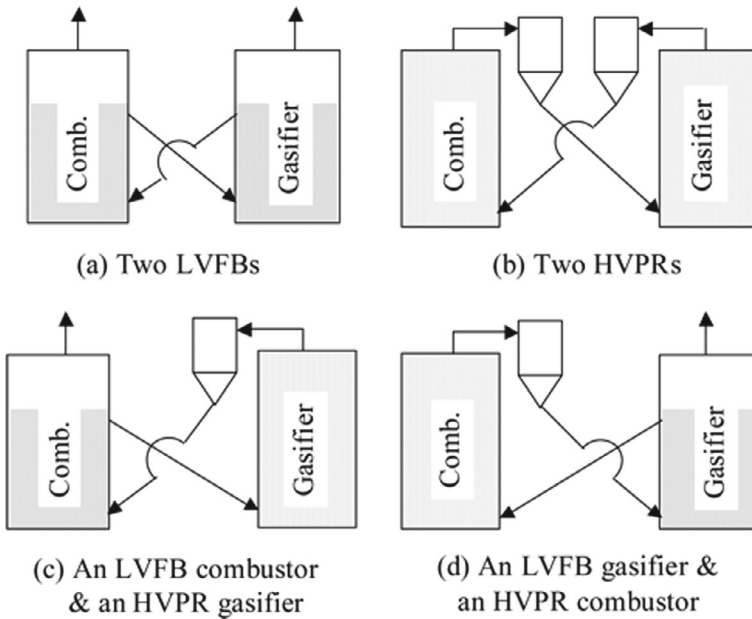 Comb.
Gasifier
(a) Two LVFBs
Comb.
Gasifier
(b) Two HVPRs
Comb.
Gasifier
(c) An LVFB combustor
& an HVPR gasifier
Comb.
Gasifier
(d) An LVFB gasifier &
an HVPR combustor